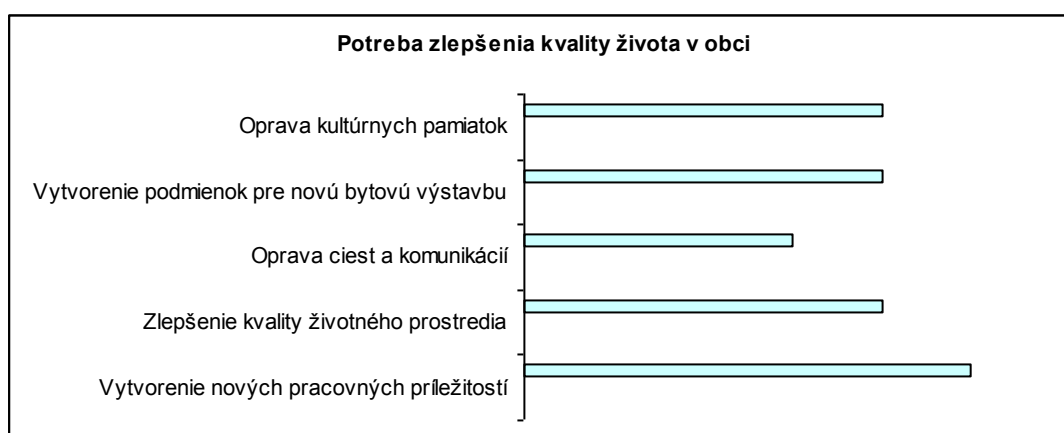 Potreba zlepšenia kvality života v obci
Oprava kultúrnych pamiatok
Vytvorenie podmienok pre novú bytovú výstavbu
Oprava ciest a komunikácií
Zlepšenie kvality životného prostredia
Vytvorenie nových pracovných príležitostí